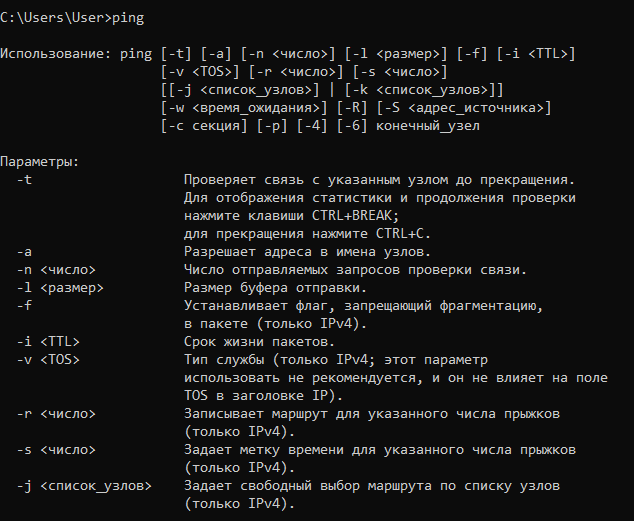 C:\Users\User>ping
Использование: ping [-t] [-a] [-n <число>] [-l <размер>] [-f] [-i <TTL>]
[-v <TOS>] [-r <число>] [-s <число>]
[[-j <список_узлов>] | [-k <список_узлов>]]
[-w <время_ожидания>] [-R] [-S <адрес_источника>]
[-c секция] [-p] [-4] [-6] конечный_узел
Параметры:
-t Проверяет связь с указанным узлом до прекращения.
Для отображения статистики и продолжения проверки
нажмите клавиши CTRL+BREAK;
для прекращения нажмите CTRL+C.
-a Разрешает адреса в имена узлов.
-n <число> Число отправляемых запросов проверки связи.
-l <размер> Размер буфера отправки.
-f Устанавливает флаг, запрещающий фрагментацию,
в пакете (только IPv4).
-i <TTL> Срок жизни пакетов.
-v <TOS> Тип службы (только IPv4; этот параметр
использовать не рекомендуется, и он не влияет на поле
TOS в заголовке IP).
-r <число> Записывает маршрут для указанного числа прыжков
(только IPv4).
-s <число> Задает метку времени для указанного числа прыжков
(только IPv4).
-j <список_узлов> Задает свободный выбор маршрута по списку узлов
(только IPv4).